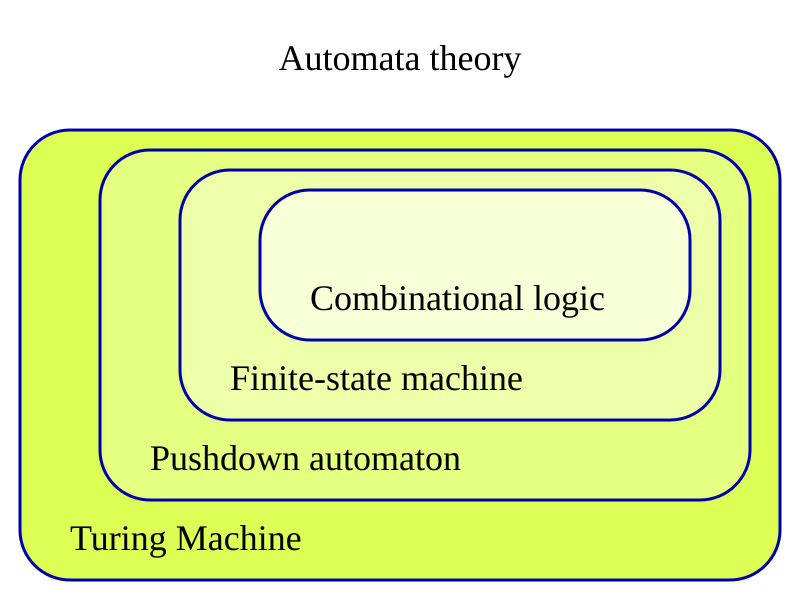 Automata theory
Combinational logic
Finite-state machine
Pushdown automaton
Turing Machine